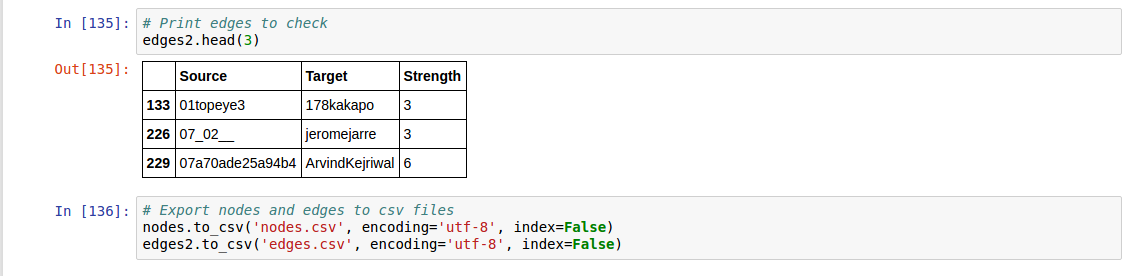 In [135]: # Print edges to check
edges2.head(3)
Out[135]:
Source Target Strength
133 01topeye3 178kakapo 3
226 07_02__ jeromejarre 3
229 07a70ade25a94b4 ArvindKejriwal 6
In [136]: # Export nodes and edges to csv files
nodes.to_csv('nodes.csv', encoding='utf-8', index=False)
edges2.to_csv('edges.csv', encoding='utf-8', index=False)